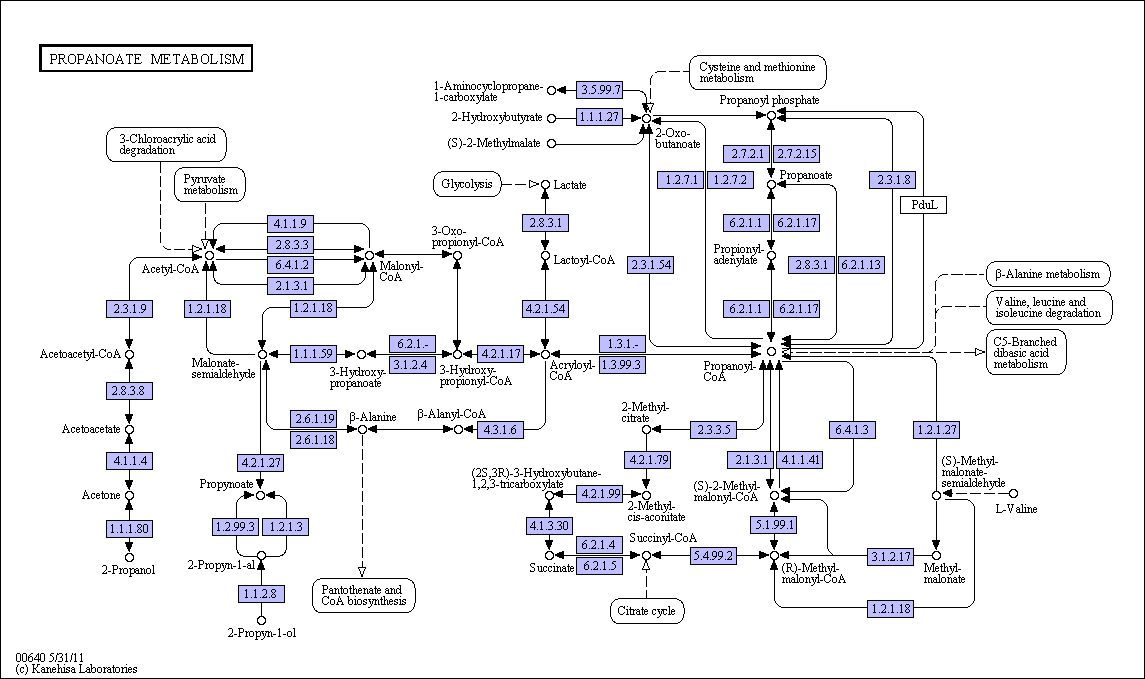 PROPANOATE METABOLISM
1-Aminocyclopropane-
1-carboxylate
3.5.99.7
Cysteine and methionine
metabolism
2-Hydroxybutyrate
1.1.1.27
2-Oxo-
butanoate
Propanoyl phosphate
(S)-2-Methylmalate
3-Chloroacrylic acid
degradation
Pyruvate
metabolism
Glycolysis
Lactate
2.7.2.1
2.7.2.15
1.2.7.1
1.2.7.2
Propanoate
2.3.1.8
PduL
4.1.1.9
2.8.3.3
6.4.1.2
2.1.3.1
Acetyl-CoA
Malonyl-
CoA
3-Oxo-
propionyl-CoA
2.8.3.1
Lactoyl-CoA
6.2.1.1
6.2.1.17
Propionyl-
adenylate
2.3.1.54
2.8.3.1
6.2.1.13
β-Alanine metabolism
Valine, leucine and
isoleucine degradation
C5-Branched
dibasic acid
metabolism
2.3.1.9
1.2.1.18
1.2.1.18
4.2.1.54
6.2.1.1
6.2.1.17
Acetoacetyl-CoA
Malonate-
semialdehyde
1.1.1.59
3-Hydroxy-
propanoate
6.2.1.-
3.1.2.4
3-Hydroxy-
propionyl-CoA
4.2.1.17
Acryloyl-
CoA
1.3.1.-
1.3.99.3
Propanoyl-
CoA
2.8.3.8
Acetoacetate
2.6.1.19
2.6.1.18
β-Alanine
β-Alanyl-CoA
4.3.1.6
2-Methyl-
citrate
2.3.3.5
6.4.1.3
1.2.1.27
4.1.1.4
4.2.1.27
4.2.1.79
2.1.3.1
4.1.1.41
(S)-Methyl-
malonate-
semialdehyde
Acetone
Propynoate
(2S,3R)-3-Hydroxybutane-
1,2,3-tricarboxylate
4.2.1.99
2-Methyl-
cis-aconitate
(S)-2-Methyl-
malonyl-CoA
L-Valine
1.1.1.80
1.2.99.3
1.2.1.3
4.1.3.30
5.1.99.1
2-Propanol
2-Propyn-1-al
Succinate
6.2.1.4
6.2.1.5
Succinyl-CoA
5.4.99.2
(R)-Methyl-
malonyl-CoA
3.1.2.17
Methyl-
malonate
1.1.2.8
Pantothenate and
CoA biosynthesis
Citrate cycle
1.2.1.18
2-Propyn-1-ol
00640 5/31/11
(c) Kanehisa Laboratories